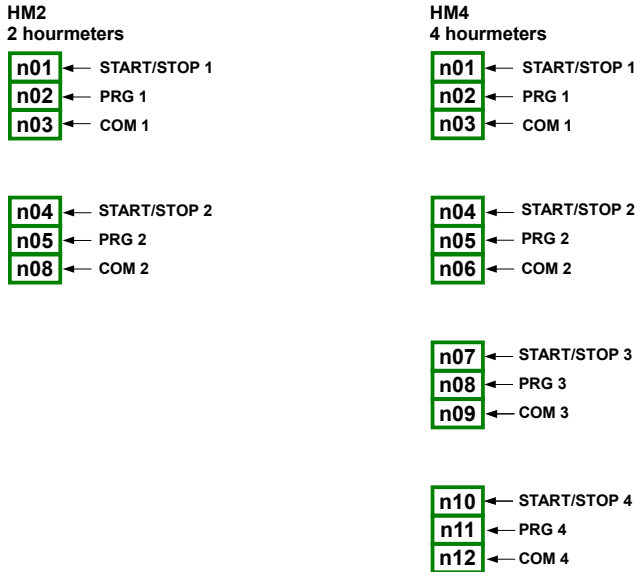 HM2
2 hourmeters
n01 START/STOP 1
n02 PRG 1
n03 COM 1
n04 START/STOP 2
n05 PRG 2
n08 COM 2
HM4
4 hourmeters
n01 START/STOP 1
n02 PRG 1
n03 COM 1
n04 START/STOP 2
n05 PRG 2
n06 COM 2
n07 START/STOP 3
n08 PRG 3
n09 COM 3
n10 START/STOP 4
n11 PRG 4
n12 COM 4